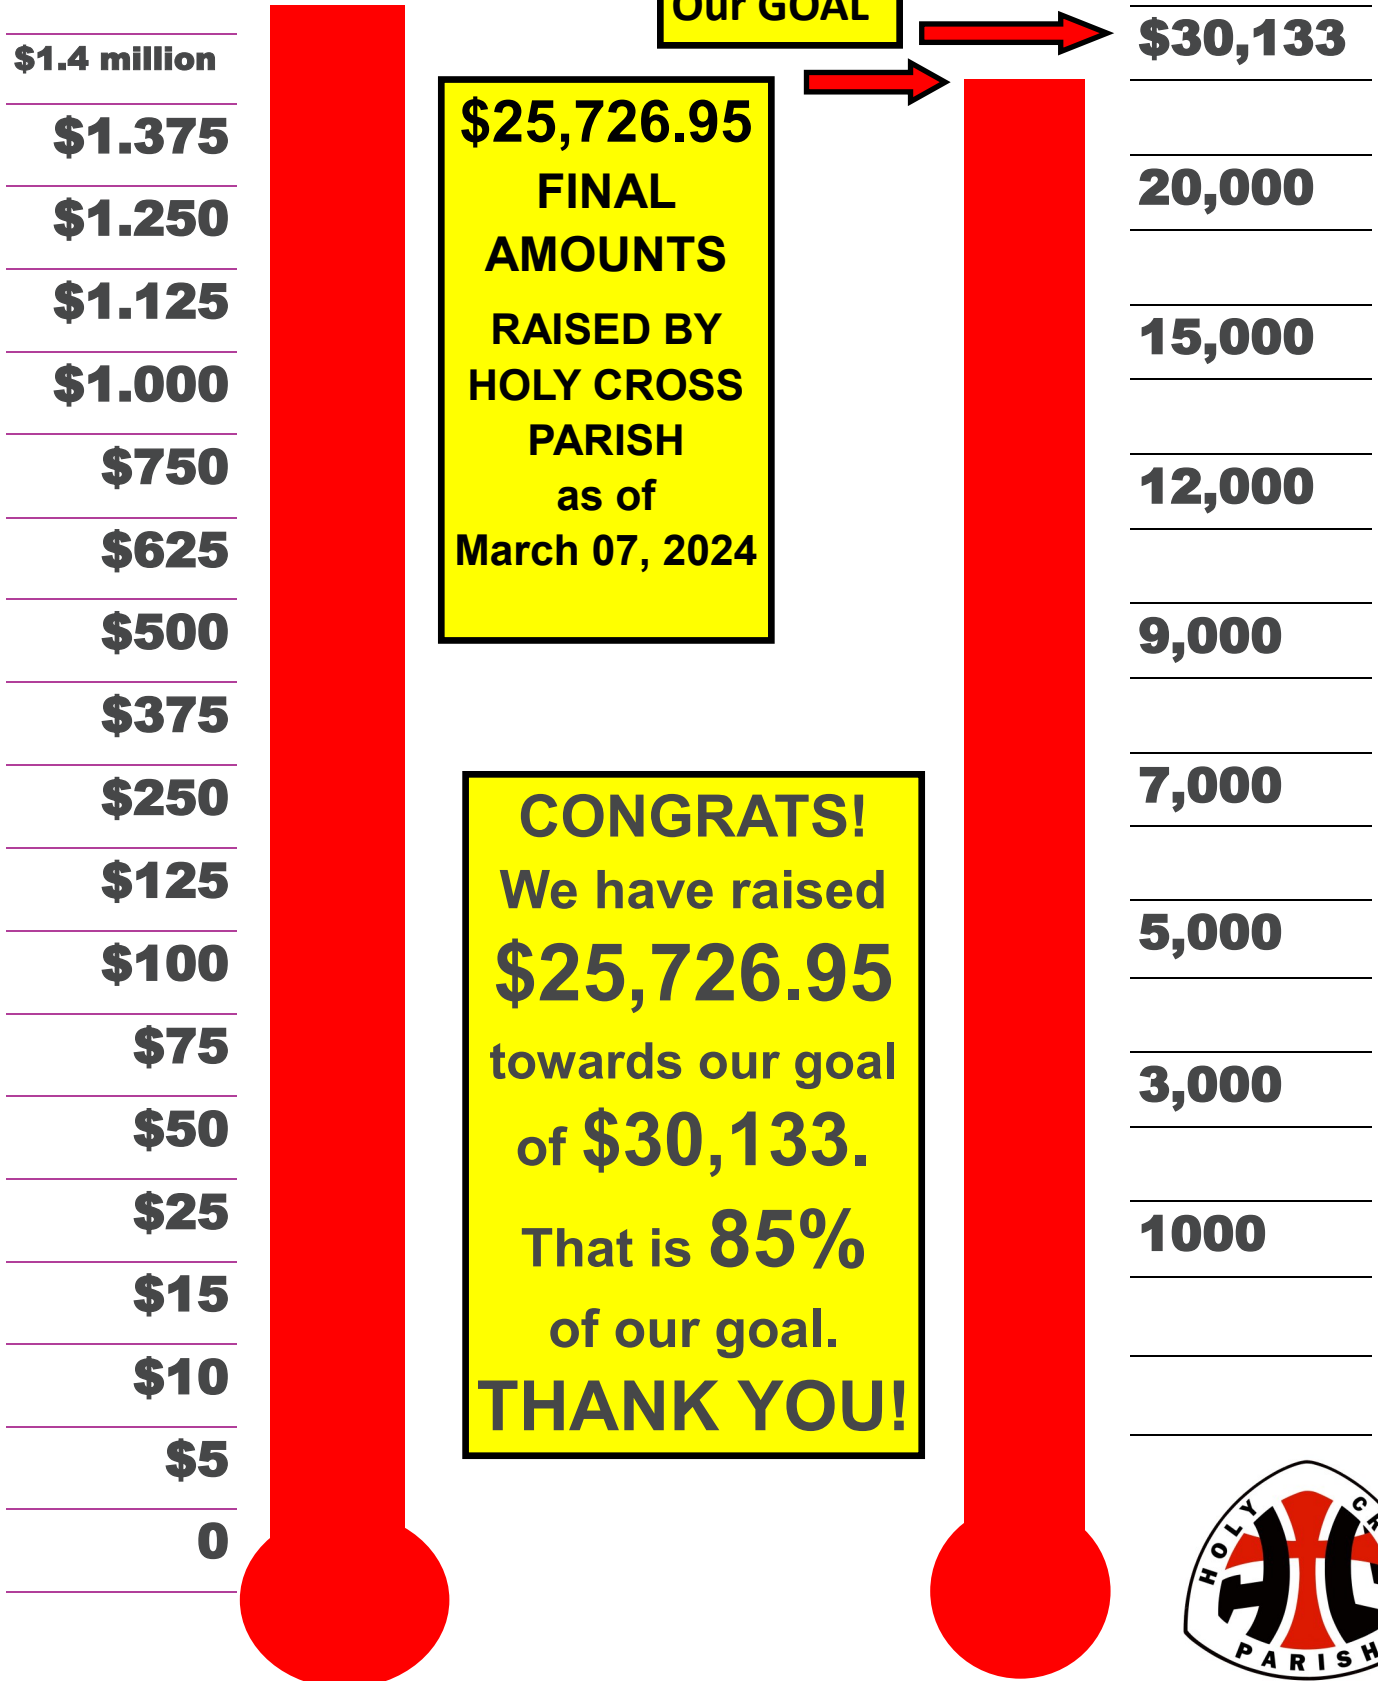 Our GOAL
$1.4 million
$1.375
$1.250
$1.125
$1.000
$750
$625
$500
$375
$250
$125
$100
$75
$50
$25
$15
$10
$5
0
$25,726.95
FINAL
AMOUNTS
RAISED BY
HOLY CROSS
PARISH
as of
March 07, 2024
CONGRATS!
We have raised
$25,726.95
towards our goal
of $30,133.
That is 85%
of our goal.
THANK YOU!
$30,133
20,000
15,000
12,000
9,000
7,000
5,000
3,000
1000
HOLY
PARISH